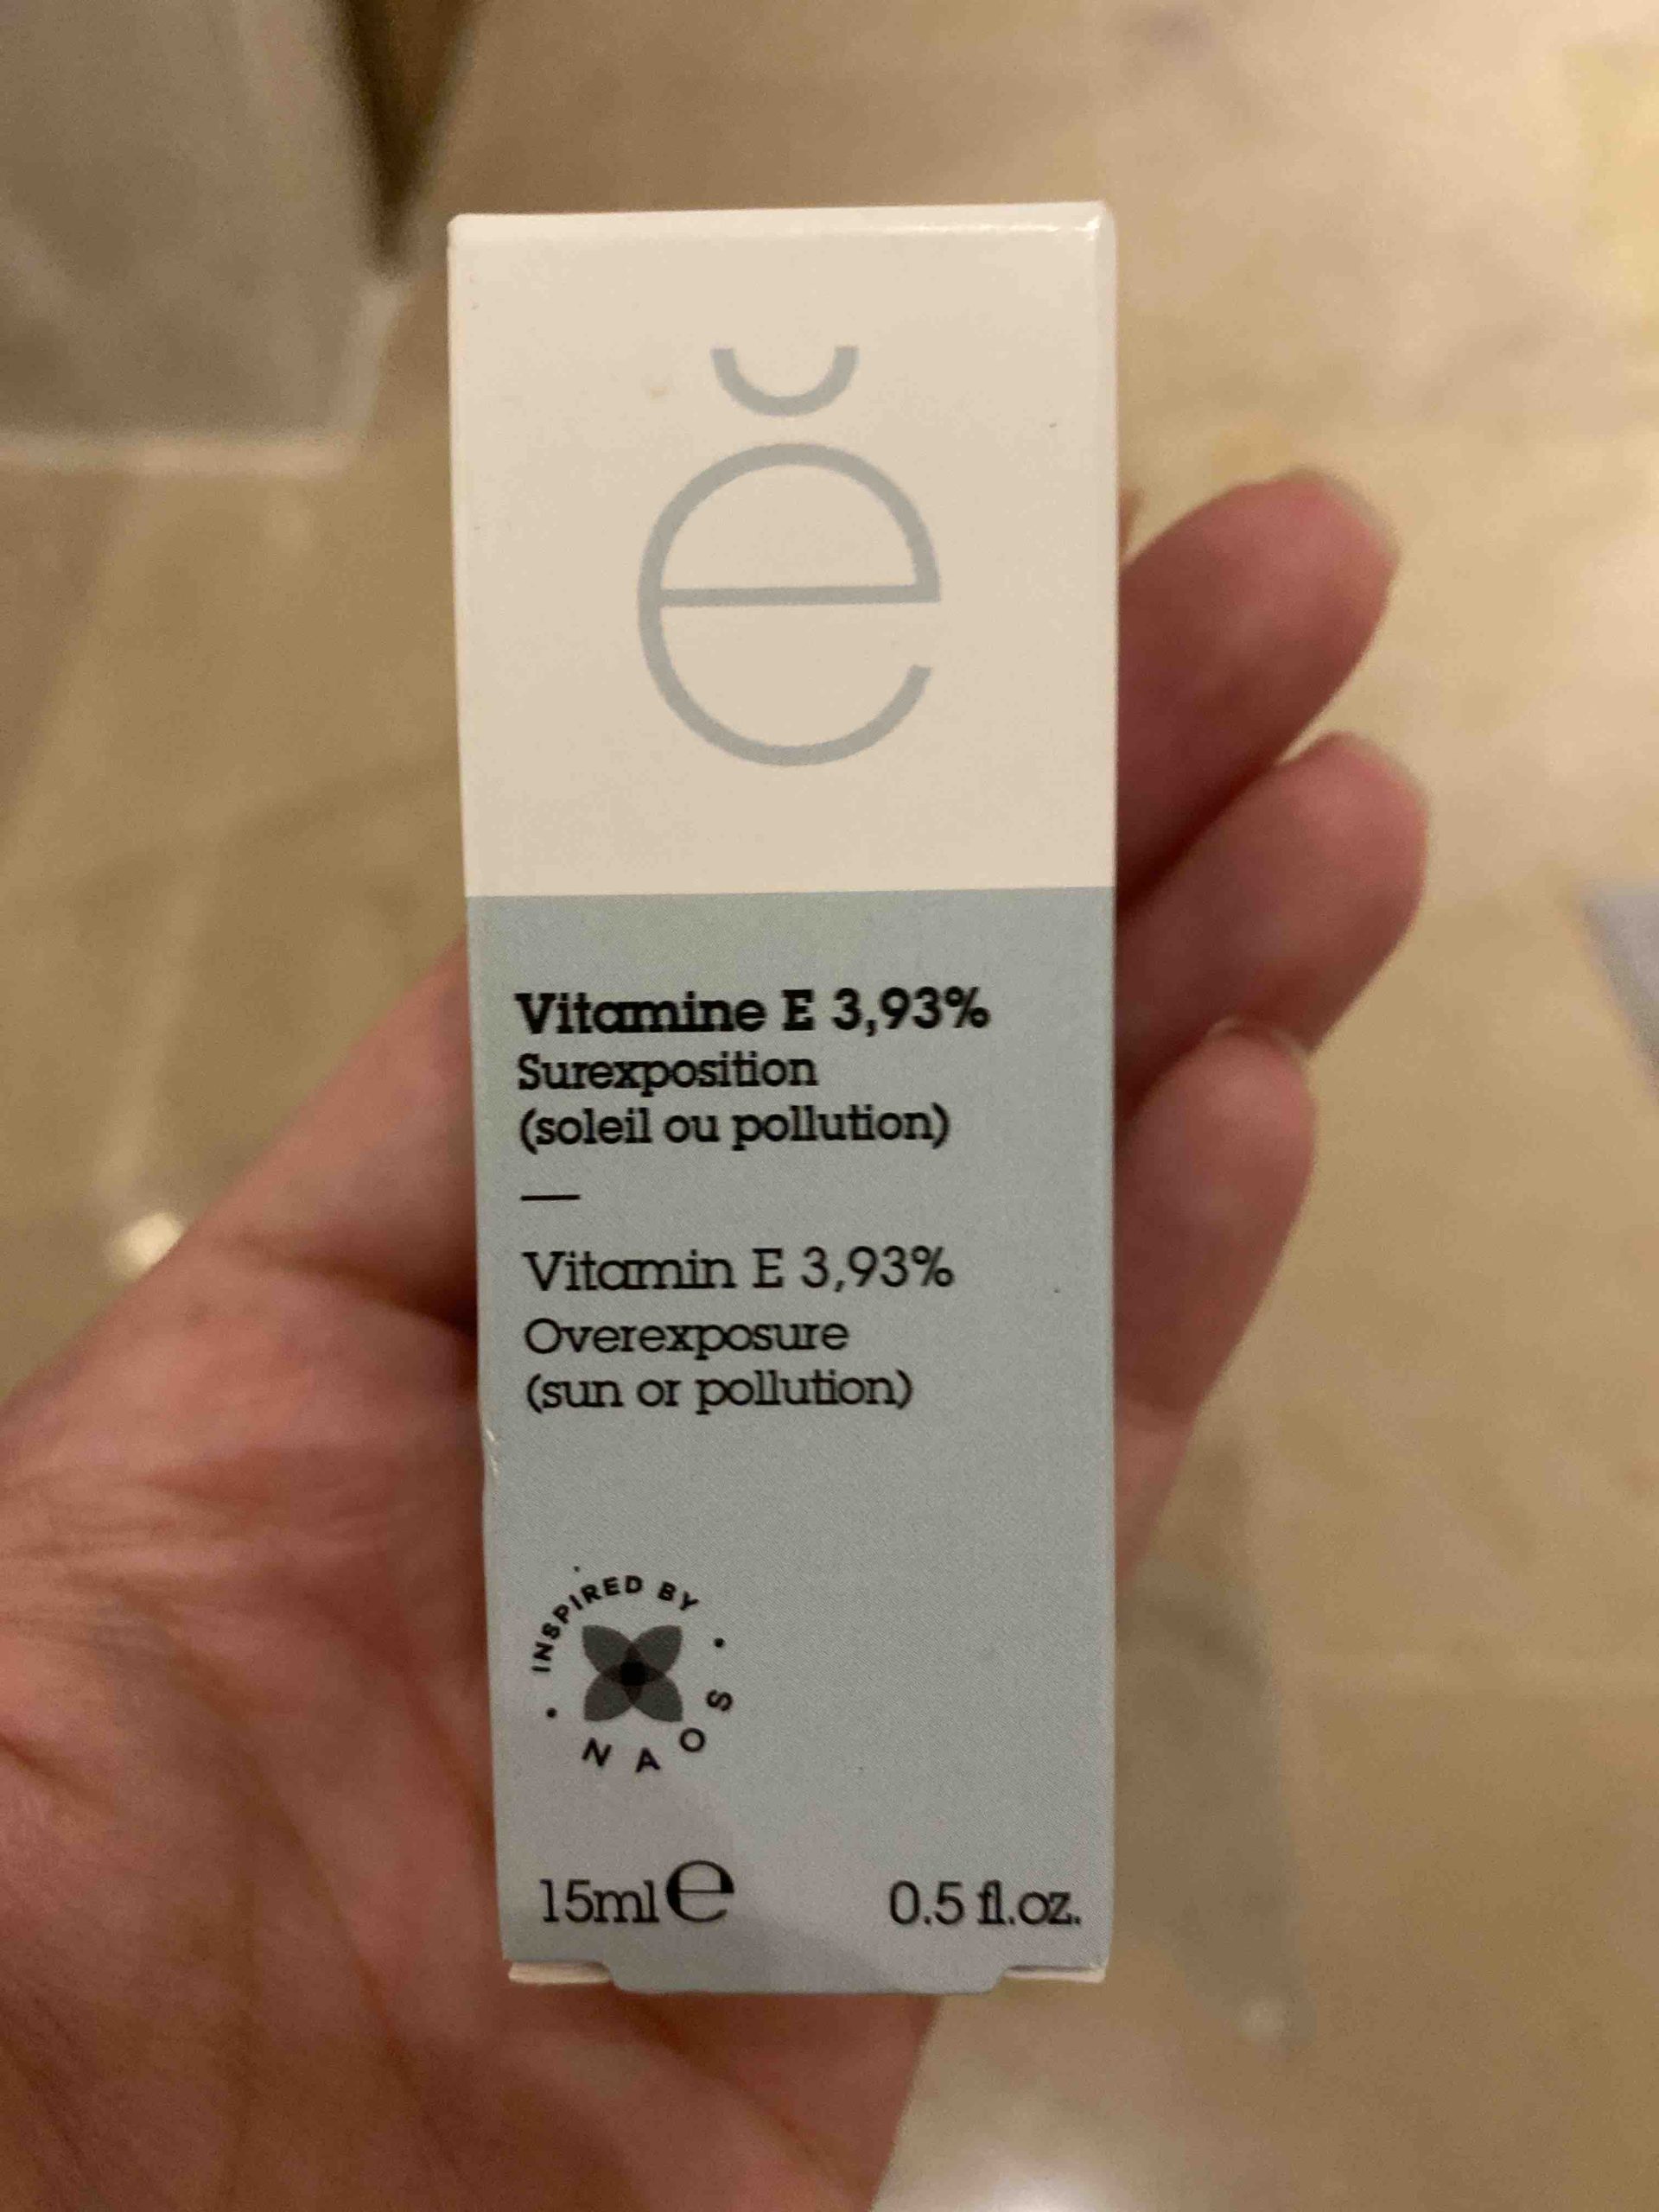 ĕ
Vitamine E 3,93%
Surexposition
(soleil ou pollution)
—
Vitamin E 3,93%
Overexposure
(sun or pollution)
• INSPIRED BY •
NAOS
15ml ℮ 0.5 fl.oz.